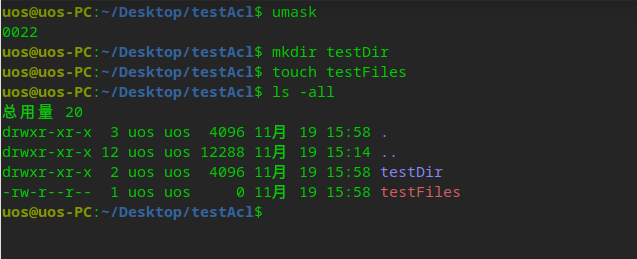 uos@uos-PC:~/Desktop/testAcl$ umask
0022
uos@uos-PC:~/Desktop/testAcl$ mkdir testDir
uos@uos-PC:~/Desktop/testAcl$ touch testFiles
uos@uos-PC:~/Desktop/testAcl$ ls -all
总用量 20
drwxr-xr-x  3 uos uos  4096 11月 19 15:58 .
drwxr-xr-x 12 uos uos 12288 11月 19 15:14 ..
drwxr-xr-x  2 uos uos  4096 11月 19 15:58 testDir
-rw-r--r--  1 uos uos     0 11月 19 15:58 testFiles
uos@uos-PC:~/Desktop/testAcl$